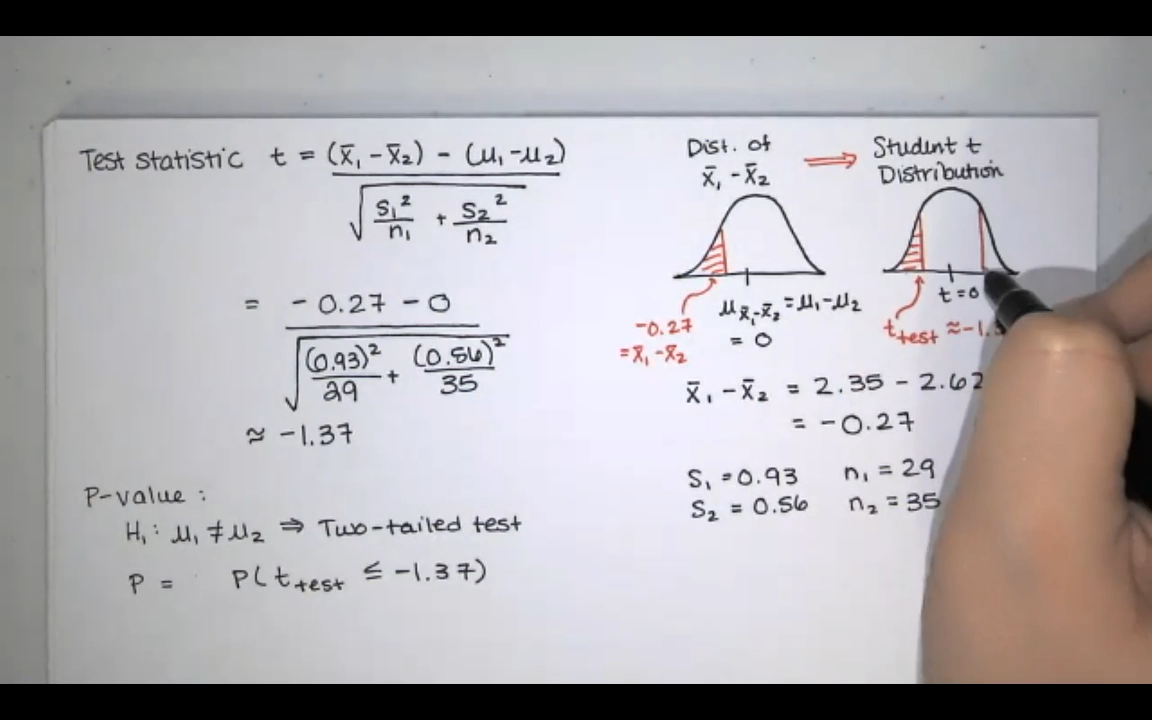 Test statistic t = (x̄₁ - x̄₂) - (μ₁ - μ₂)
√ s₁²/n₁ + s₂²/n₂
= -0.27 - 0
√ (0.93)²/29 + (0.56)²/35
≈ -1.37
P-value :
H₁ : μ₁ ≠ μ₂ ⇒ Two-tailed test
P = P( t test ≤ -1.37)
Dist. of
x̄₁ - x̄₂
⇒
Student t
Distribution
-0.27
= x̄₁ - x̄₂
μ x̄₁-x̄₂ = μ₁ - μ₂
= 0
t = 0
t test ≈ -1.
x̄₁ - x̄₂ = 2.35 - 2.62
= -0.27
s₁ = 0.93 n₁ = 29
s₂ = 0.56 n₂ = 35